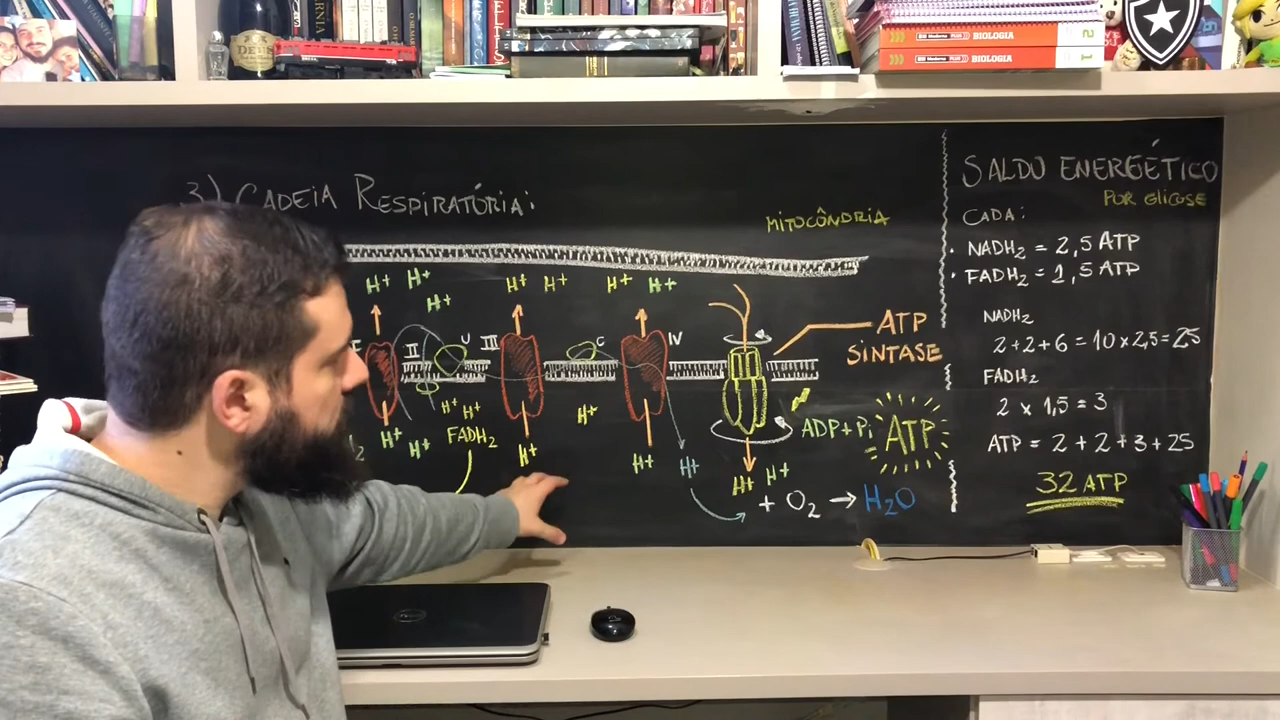 BIOLOGIA
2
BIOLOGIA
1
DEUS
3) CADEIA RESPIRATÓRIA:
MITOCÔNDRIA
H+ H+ H+ H+ H+ H+ H+
H+
II U III C IV
ATP
SINTASE
H+ H+
H+
H+ H+
FADH2
H+
H+
H+
ADP + Pi ATP
H+ H+
+ O2 → H2O
SALDO ENERGÉTICO
POR GLICOSE
CADA:
• NADH2 = 2,5 ATP
• FADH2 = 1,5 ATP
NADH2
2+2+6 = 10 x 2,5 = 25
FADH2
2 x 1,5 = 3
ATP = 2 + 2 + 3 + 25
32 ATP